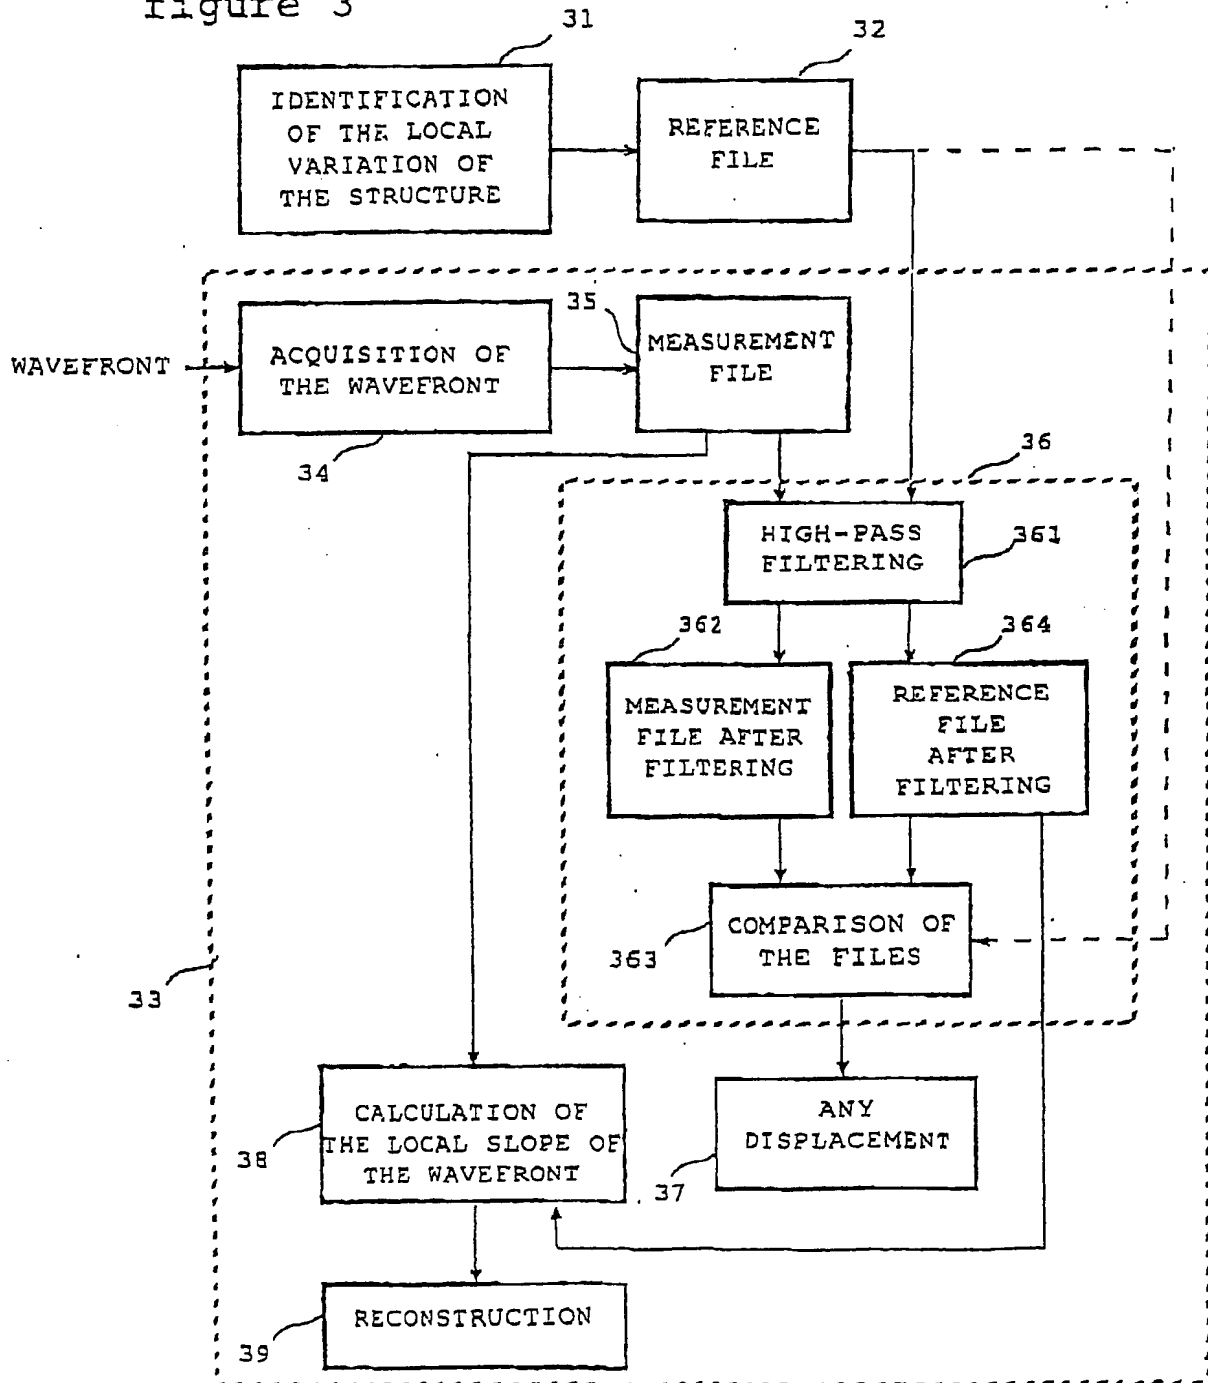 figure 3
31
32
IDENTIFICATION
OF THE LOCAL
VARIATION OF
THE STRUCTURE
REFERENCE
FILE
35
WAVEFRONT
ACQUISITION OF
THE WAVEFRONT
MEASUREMENT
FILE
34
36
HIGH-PASS
FILTERING
361
362
364
MEASUREMENT
FILE AFTER
FILTERING
REFERENCE
FILE
AFTER
FILTERING
363
COMPARISON OF
THE FILES
33
CALCULATION OF
THE LOCAL SLOPE OF
THE WAVEFRONT
38
ANY
DISPLACEMENT
37
RECONSTRUCTION
39